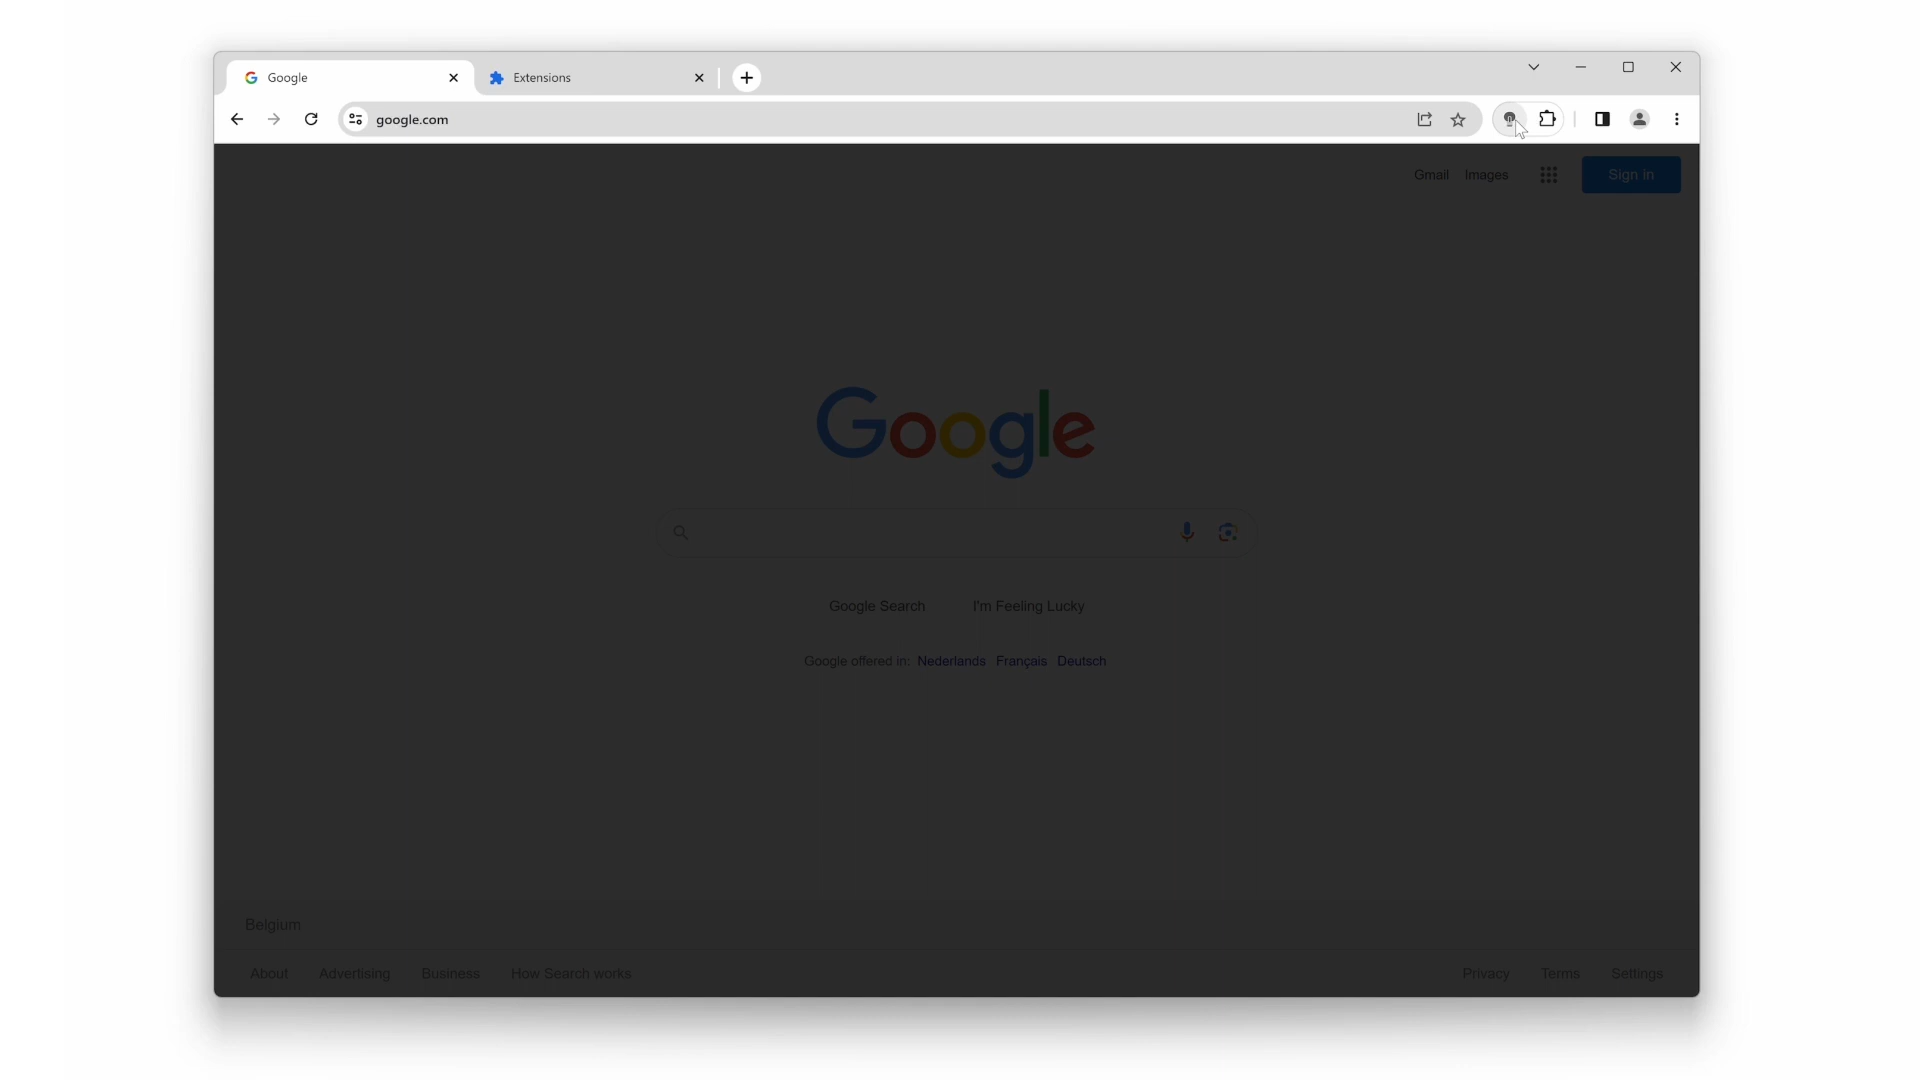 Google
Extensions
google.com
Gmail Images
Sign in
Google
Google Search I'm Feeling Lucky
Google offered in: Nederlands Français Deutsch
Belgium
About Advertising Business How Search works
Privacy Terms Settings